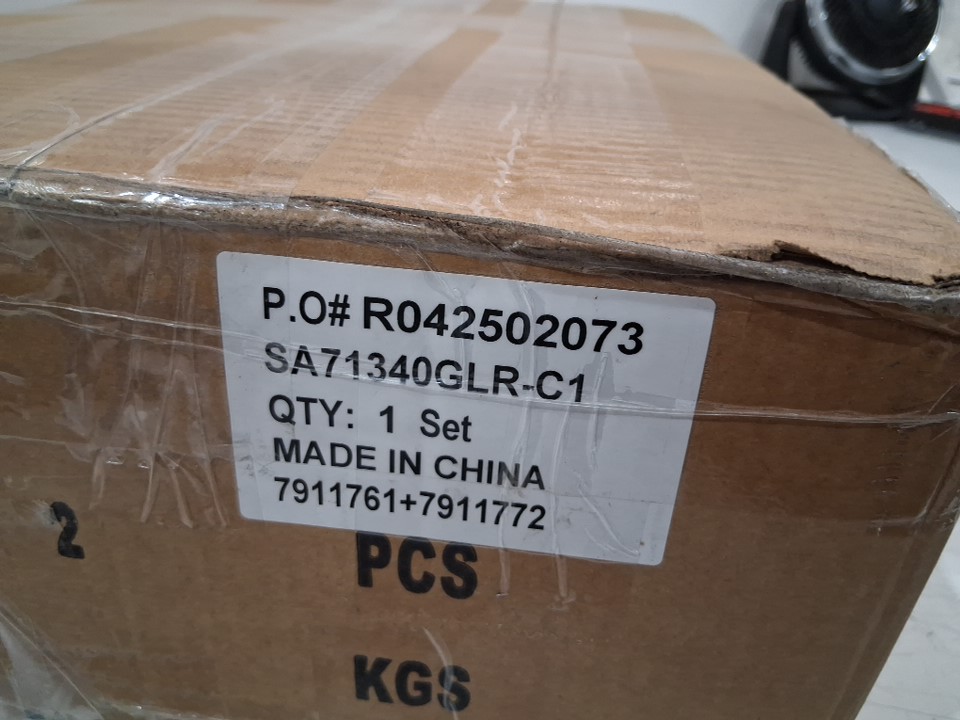 P.O# R042502073
SA71340GLR-C1
QTY: 1 Set
MADE IN CHINA
7911761+7911772
2 PCS
KGS